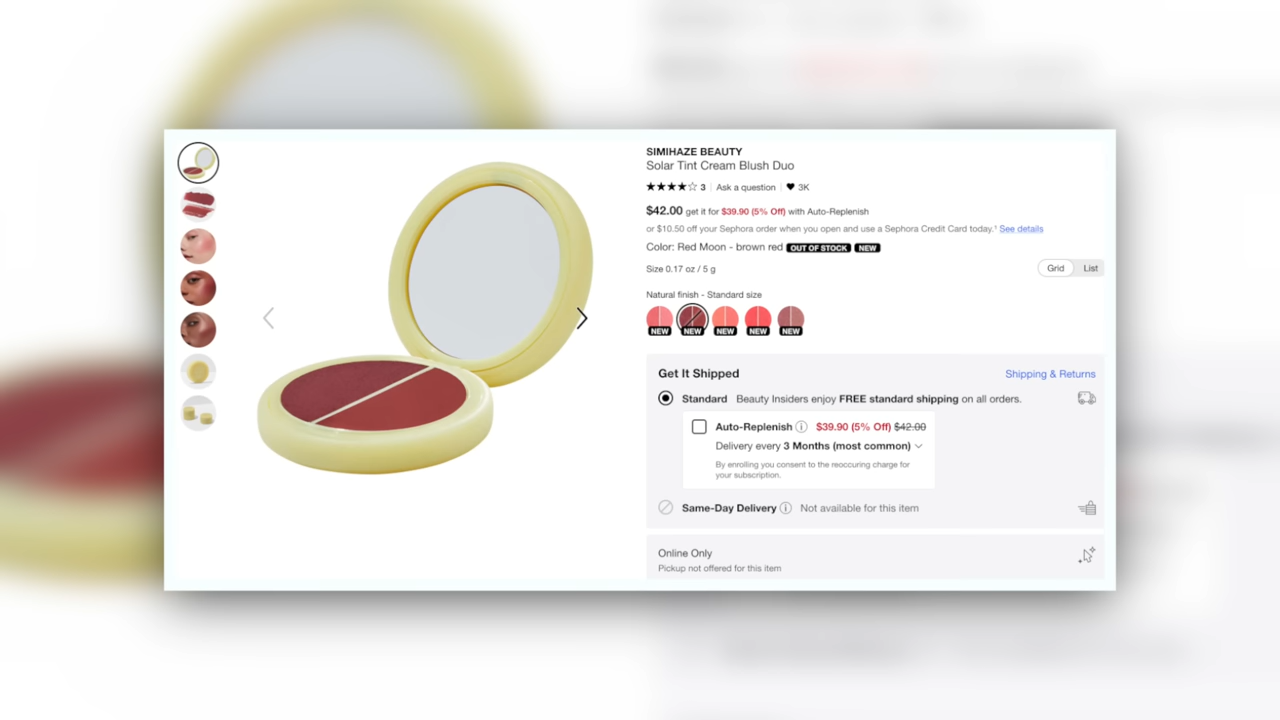 SIMIHAZE BEAUTY
Solar Tint Cream Blush Duo
3 Ask a question 3K
$42.00 get it for $39.90 (5% Off) with Auto-Replenish
or $10.50 off your Sephora order when you open and use a Sephora Credit Card today.¹ See details
Color: Red Moon - brown red OUT OF STOCK NEW
Size 0.17 oz / 5 g
Grid List
Natural finish - Standard size
NEW NEW NEW NEW NEW
Get It Shipped Shipping & Returns
Standard Beauty Insiders enjoy FREE standard shipping on all orders.
Auto-Replenish $39.90 (5% Off) $42.00
Delivery every 3 Months (most common)
By enrolling you consent to the reoccuring charge for
your subscription.
Same-Day Delivery Not available for this item
Online Only
Pickup not offered for this item